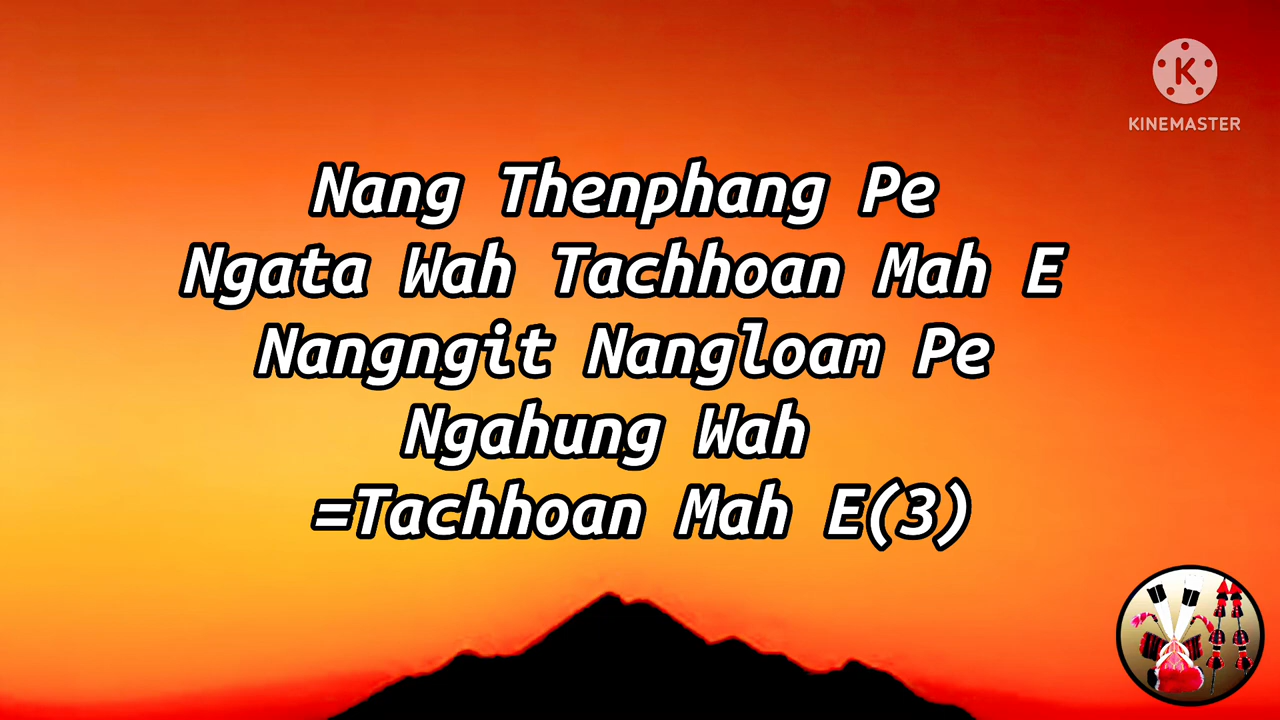 KINEMASTER
Nang Thenphang Pe
Ngata Wah Tachhoan Mah E
Nangngit Nangloam Pe
Ngahung Wah
=Tachhoan Mah E(3)